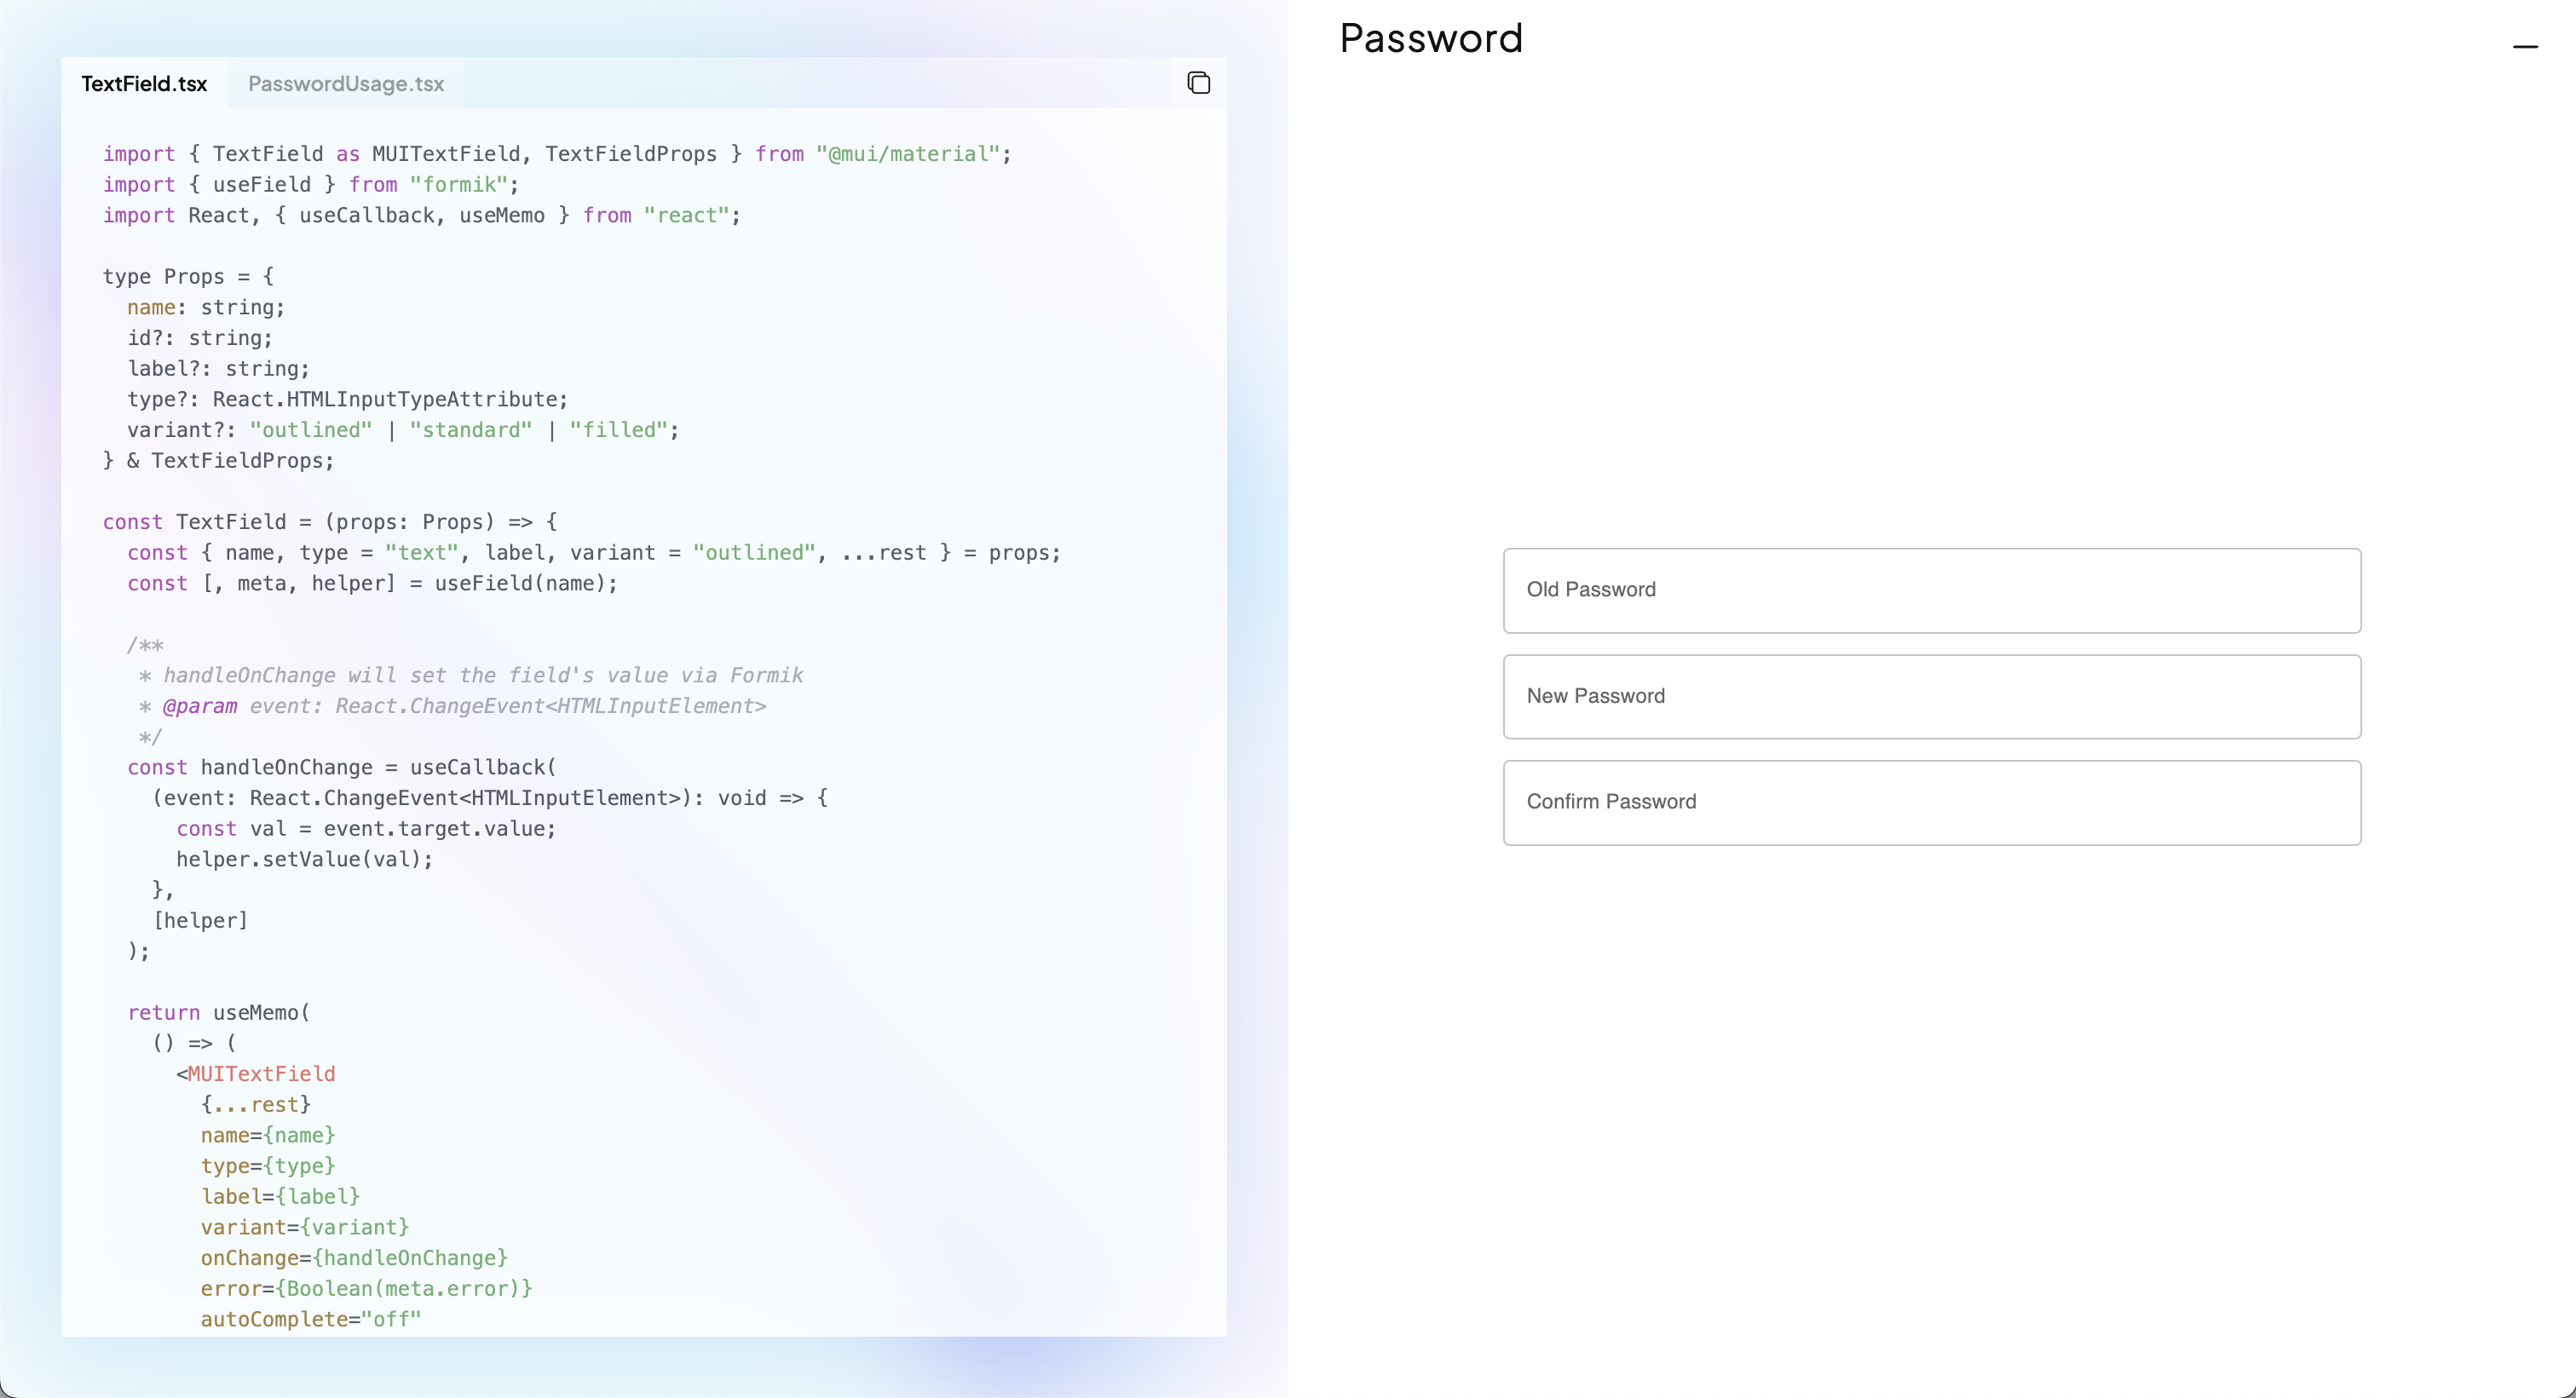 TextField.tsx
PasswordUsage.tsx
import { TextField as MUITextField, TextFieldProps } from "@mui/material";
import { useField } from "formik";
import React, { useCallback, useMemo } from "react";
type Props = {
  name: string;
  id?: string;
  label?: string;
  type?: React.HTMLInputTypeAttribute;
  variant?: "outlined" | "standard" | "filled";
} & TextFieldProps;
const TextField = (props: Props) => {
  const { name, type = "text", label, variant = "outlined", ...rest } = props;
  const [, meta, helper] = useField(name);
  /**
   * handleOnChange will set the field's value via Formik
   * @param event: React.ChangeEvent<HTMLInputElement>
   */
  const handleOnChange = useCallback(
    (event: React.ChangeEvent<HTMLInputElement>): void => {
      const val = event.target.value;
      helper.setValue(val);
    },
    [helper]
  );
  return useMemo(
    () => (
      <MUITextField
        {...rest}
        name={name}
        type={type}
        label={label}
        variant={variant}
        onChange={handleOnChange}
        error={Boolean(meta.error)}
        autoComplete="off"
Password
Old Password
New Password
Confirm Password